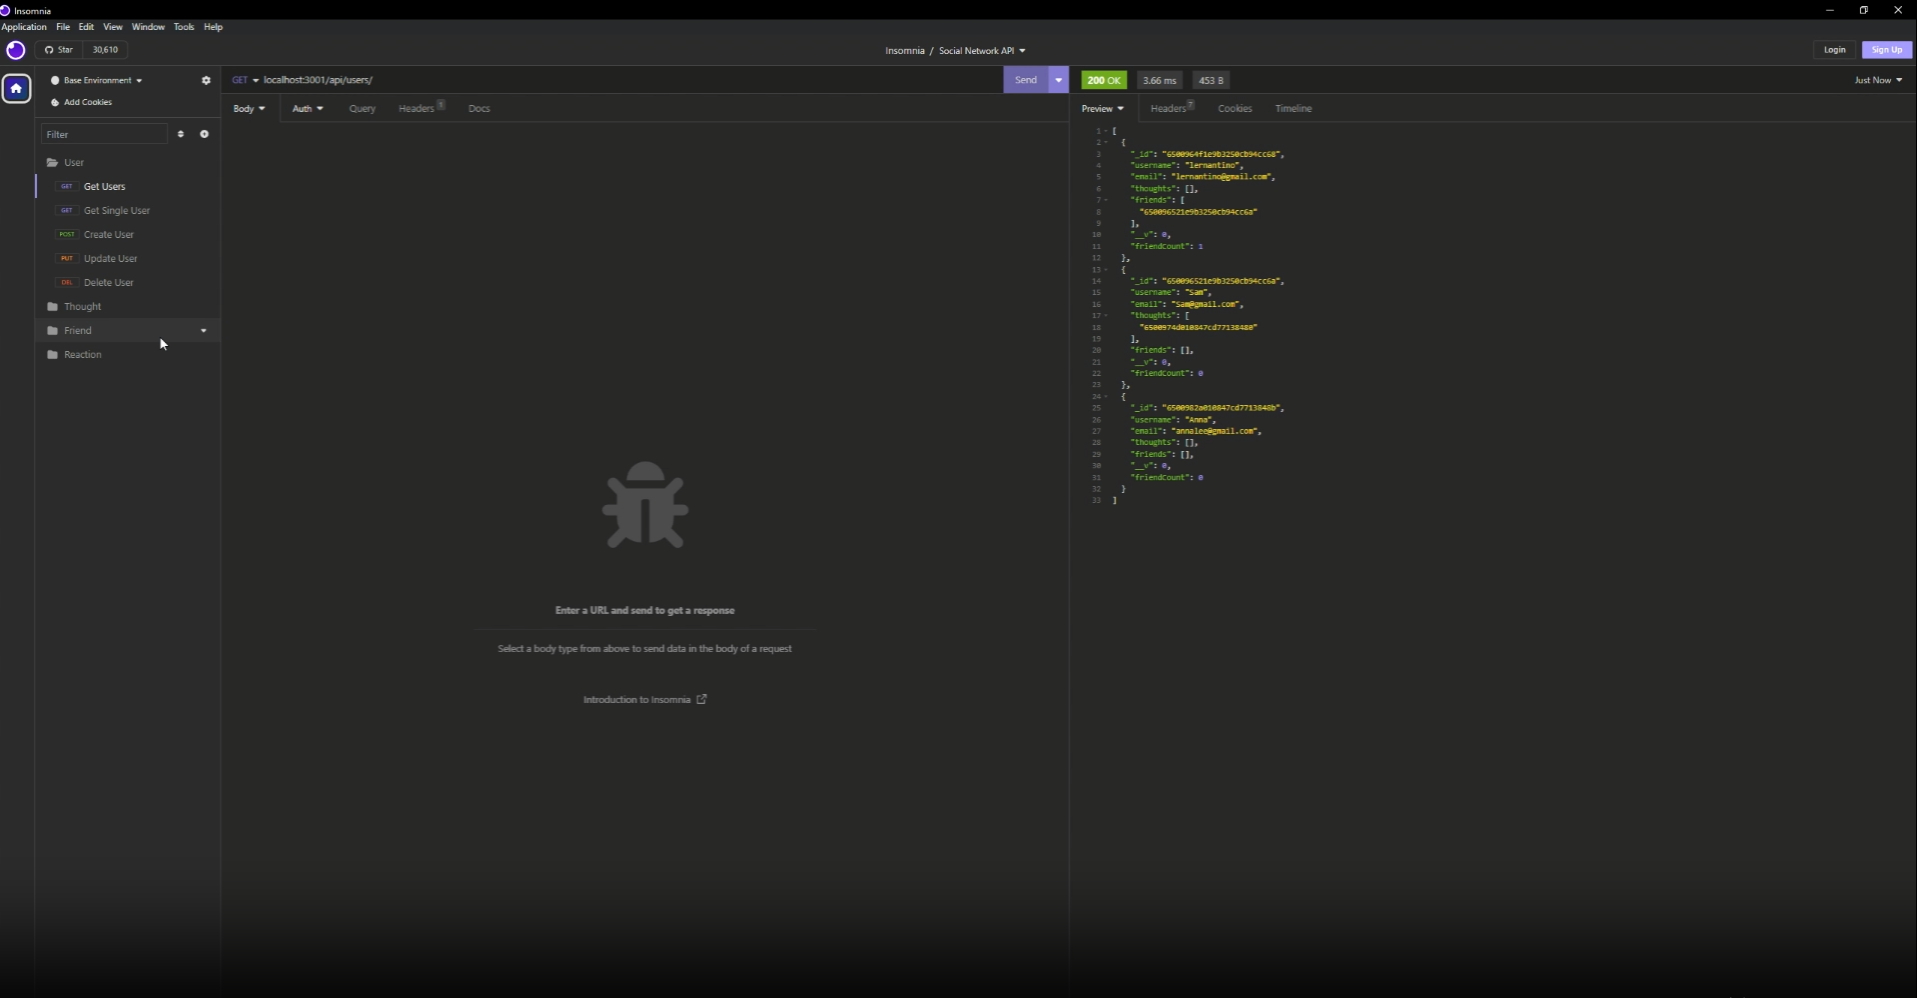 Insomnia
Application File Edit View Window Tools Help
Star 30,610
Insomnia / Social Network API
Login Sign Up
Base Environment
Add Cookies
Filter
User
GET Get Users
GET Get Single User
POST Create User
PUT Update User
DEL Delete User
Thought
Friend
Reaction
GET localhost:3001/api/users/
Send
Body Auth Query Headers 1 Docs
Enter a URL and send to get a response
Select a body type from above to send data in the body of a request
Introduction to Insomnia
200 OK 3.66 ms 453 B
Just Now
Preview Headers 7 Cookies Timeline
1 [
2 {
3 "_id": "6500964f1e9b3250cb94cc68",
4 "username": "lernantino",
5 "email": "lernantino@gmail.com",
6 "thoughts": [],
7 "friends": [
8 "650096521e9b3250cb94cc6a"
9 ],
10 "__v": 0,
11 "friendCount": 1
12 },
13 {
14 "_id": "650096521e9b3250cb94cc6a",
15 "username": "Sam",
16 "email": "Sam@gmail.com",
17 "thoughts": [
18 "6500974d010847cd77138480"
19 ],
20 "friends": [],
21 "__v": 0,
22 "friendCount": 0
23 },
24 {
25 "_id": "6500982a010847cd7713848b",
26 "username": "Anna",
27 "email": "annalee@gmail.com",
28 "thoughts": [],
29 "friends": [],
30 "__v": 0,
31 "friendCount": 0
32 }
33 ]